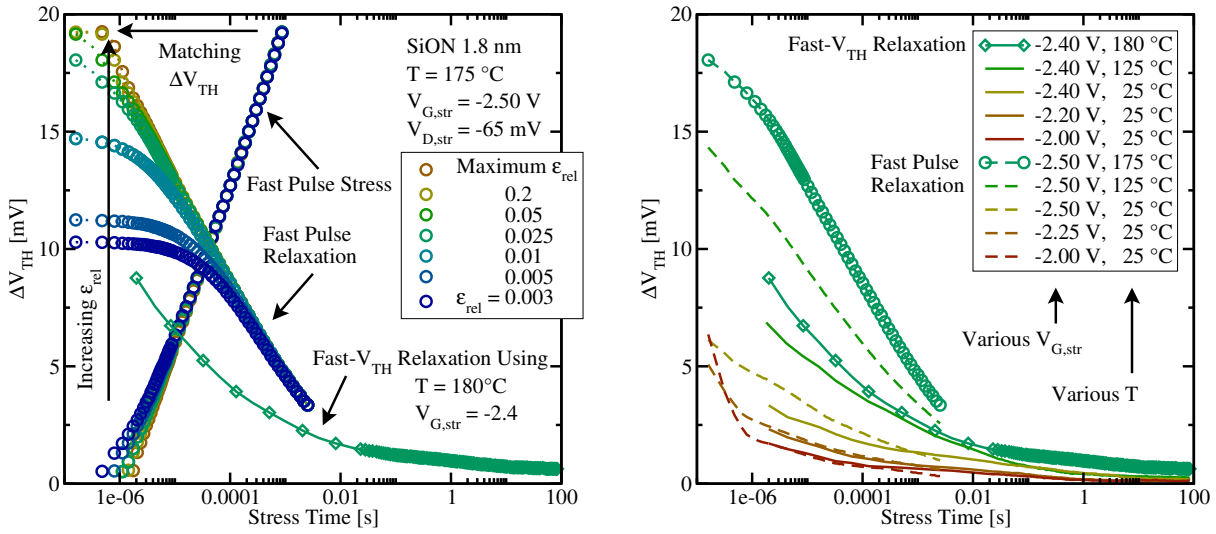 20
15
10
5
0
ΔV_TH [mV]
1e-06
0.0001
0.01
1
100
Stress Time [s]
Matching
ΔV_TH
Increasing ε_rel
SiON 1.8 nm
T = 175 °C
V_G,str = -2.50 V
V_D,str = -65 mV
Fast Pulse Stress
Maximum ε_rel
0.2
0.05
0.025
0.01
0.005
ε_rel = 0.003
Fast Pulse
Relaxation
Fast-V_TH Relaxation Using
T = 180°C
V_G,str = -2.4
20
15
10
5
0
ΔV_TH [mV]
1e-06
0.0001
0.01
1
100
Stress Time [s]
Fast-V_TH Relaxation
-2.40 V, 180 °C
-2.40 V, 125 °C
-2.40 V, 25 °C
-2.20 V, 25 °C
-2.00 V, 25 °C
Fast Pulse
Relaxation
-2.50 V, 175 °C
-2.50 V, 125 °C
-2.50 V, 25 °C
-2.25 V, 25 °C
-2.00 V, 25 °C
Various V_G,str
Various T